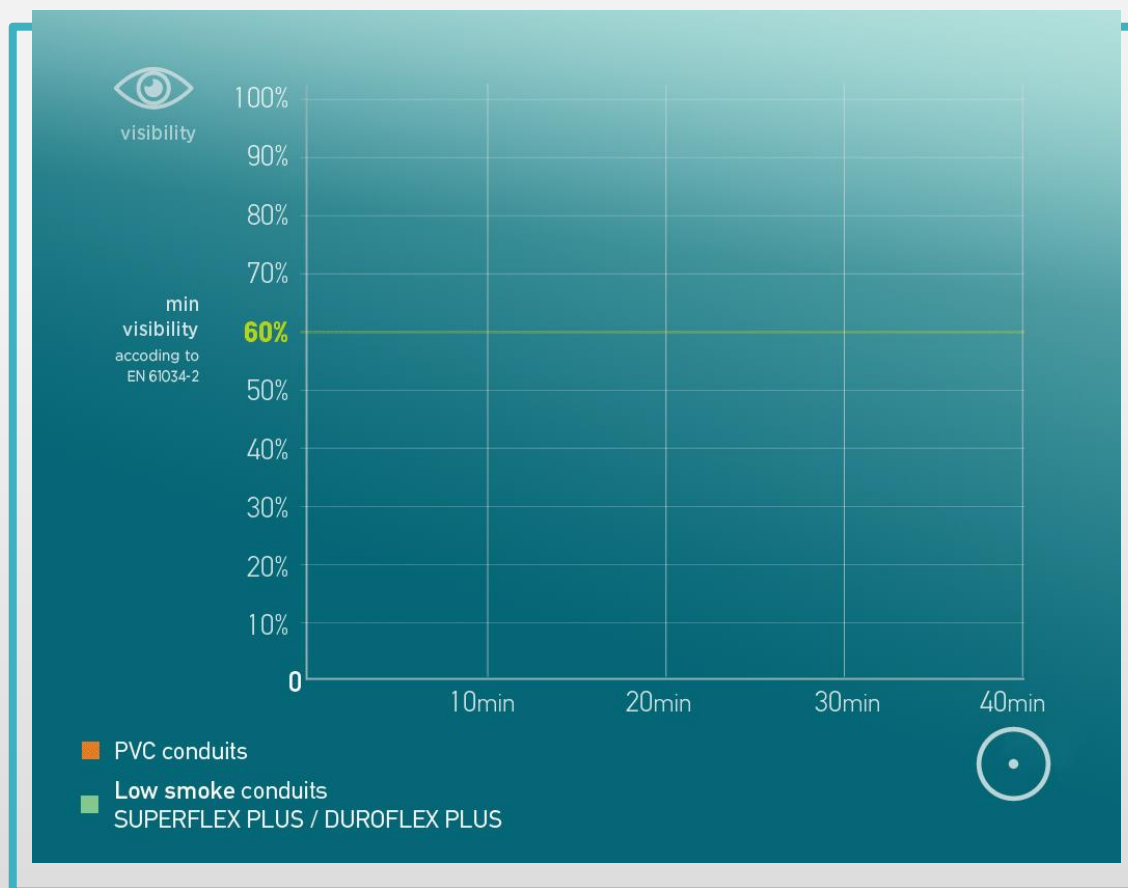 visibility
100%
90%
80%
70%
min
visibility
accoding to
EN 61034-2
60%
50%
40%
30%
20%
10%
0
10min
20min
30min
40min
PVC conduits
Low smoke conduits
SUPERFLEX PLUS / DUROFLEX PLUS